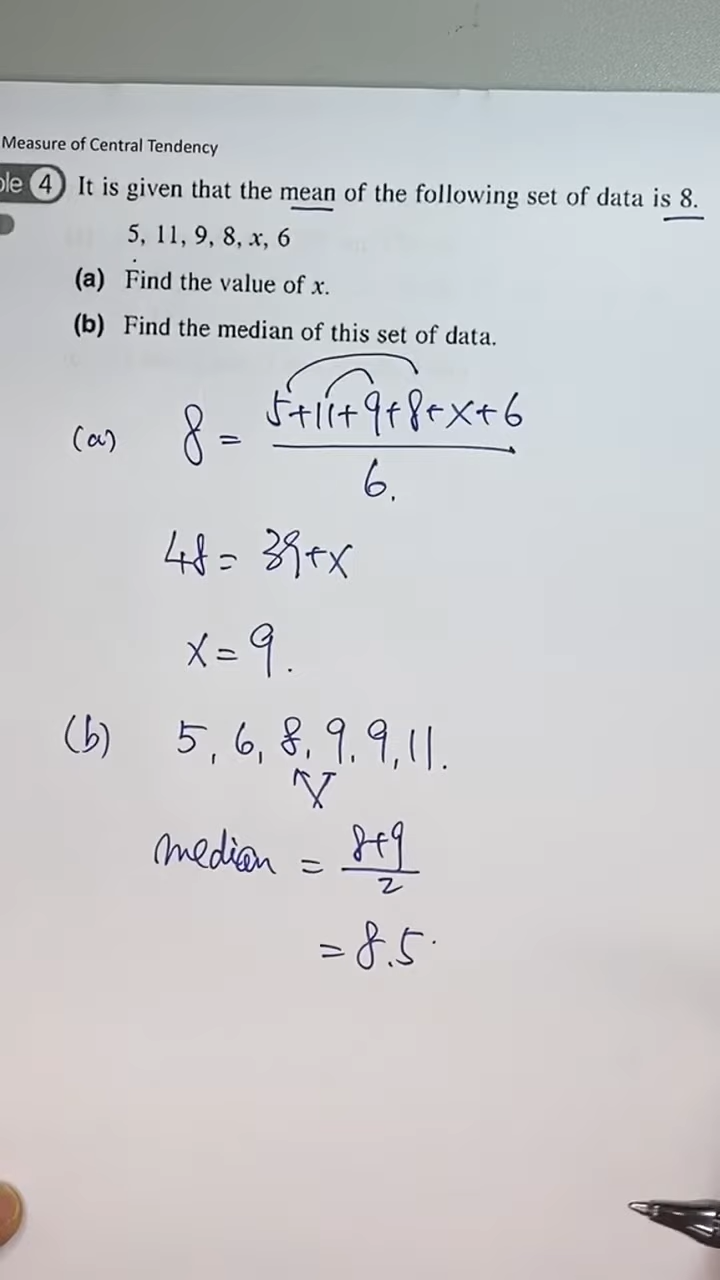 Measure of Central Tendency
ple 4 It is given that the mean of the following set of data is 8.
5, 11, 9, 8, x, 6
(a) Find the value of x.
(b) Find the median of this set of data.
(a) 8 = 5+11+9+8+x+6
6.
48 = 39+x
x = 9.
(b) 5, 6, 8, 9, 9, 11.
median = 8+9
2
= 8.5.